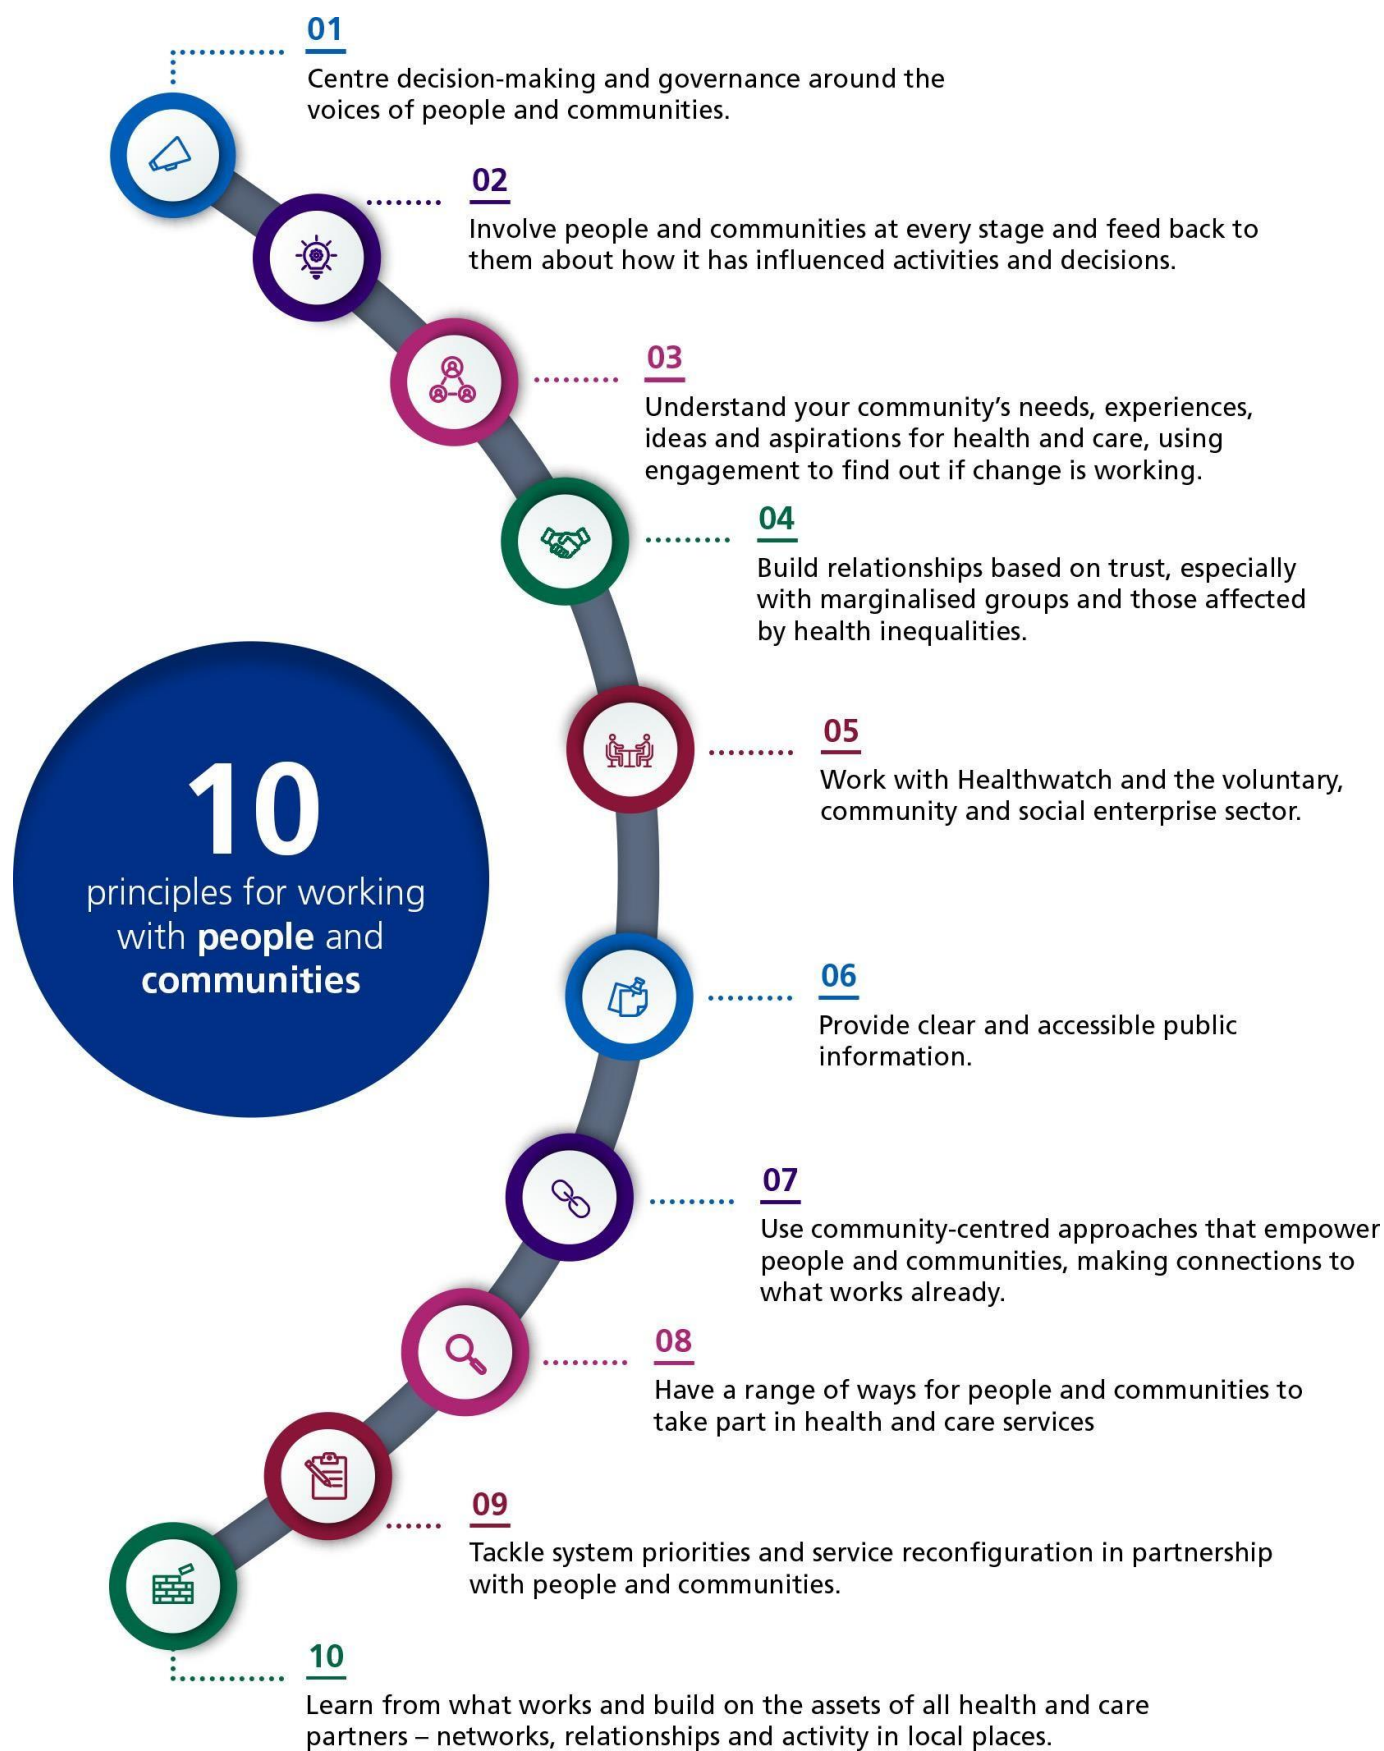 01
Centre decision-making and governance around the
voices of people and communities.
02
Involve people and communities at every stage and feed back to
them about how it has influenced activities and decisions.
03
Understand your community’s needs, experiences,
ideas and aspirations for health and care, using
engagement to find out if change is working.
04
Build relationships based on trust, especially
with marginalised groups and those affected
by health inequalities.
10
principles for working
with people and
communities
05
Work with Healthwatch and the voluntary,
community and social enterprise sector.
06
Provide clear and accessible public
information.
07
Use community-centred approaches that empower
people and communities, making connections to
what works already.
08
Have a range of ways for people and communities to
take part in health and care services
09
Tackle system priorities and service reconfiguration in partnership
with people and communities.
10
Learn from what works and build on the assets of all health and care
partners – networks, relationships and activity in local places.